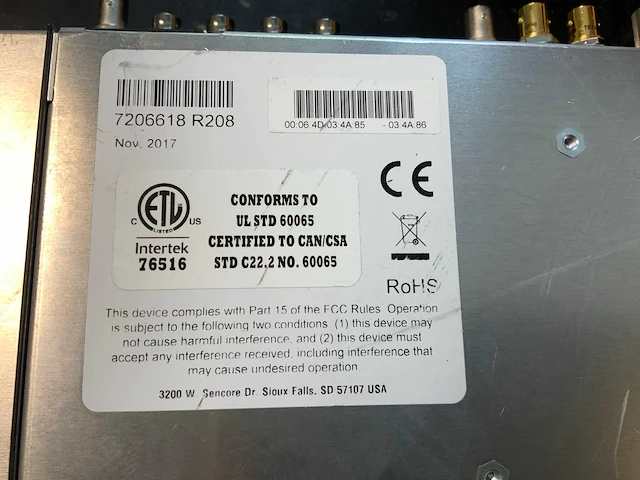 7206618 R208
Nov. 2017
00:06:4D:03:4A:85 - 03:4A:86
CE
ETL
C US
LISTED
Intertek
76516
CONFORMS TO
UL STD 60065
CERTIFIED TO CAN/CSA
STD C22.2 NO. 60065
RoHS
This device complies with Part 15 of the FCC Rules. Operation
is subject to the following two conditions. (1) this device may
not cause harmful interference, and (2) this device must
accept any interference received, including interference that
may cause undesired operation
3200 W. Sencore Dr. Sioux Falls, SD 57107 USA